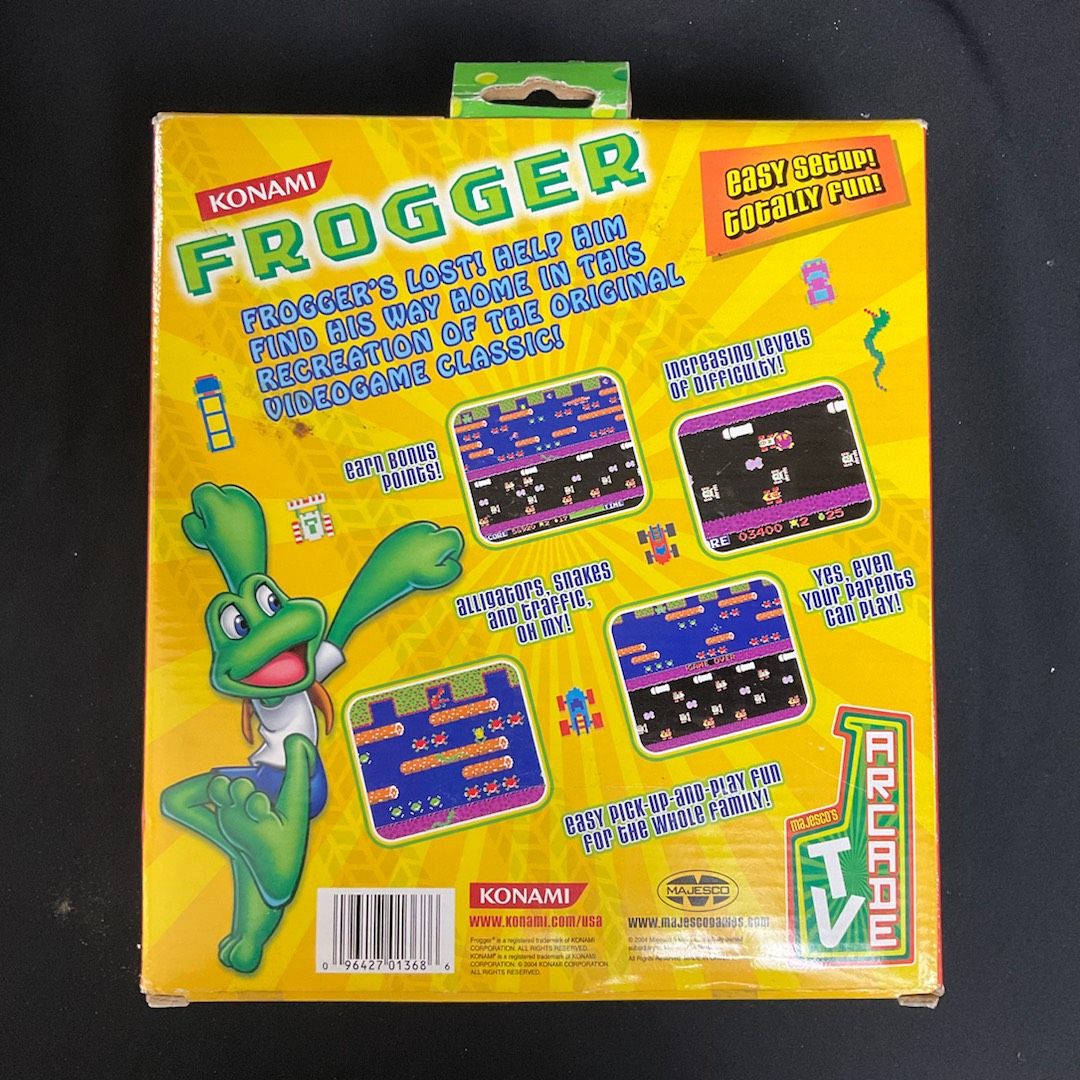 KONAMI
FROGGER
easy setup!
totally fun!
FROGGER'S LOST! HELP HIM
FIND HIS WAY HOME IN THIS
RECREATION OF THE ORIGINAL
VIDEOGAME CLASSIC!
increasing levels
of difficulty!
earn bonus
points!
TIME
03400
2
25
alligators, snakes
and traffic,
oh my!
yes, even
your parents
can play!
GAME OVER
easy pick-up-and-play fun
for the whole family!
majesco's
ARCADE
TV
KONAMI
www.konami.com/usa
Frogger® is a registered trademark of KONAMI
CORPORATION. ALL RIGHTS RESERVED.
KONAMI® is a registered trademark of KONAMI
CORPORATION. © 2004 KONAMI CORPORATION.
ALL RIGHTS RESERVED.
MAJESCO
www.majescogames.com
© 2004 Majesco
All Rights Reserved.
0 96427 01368 6